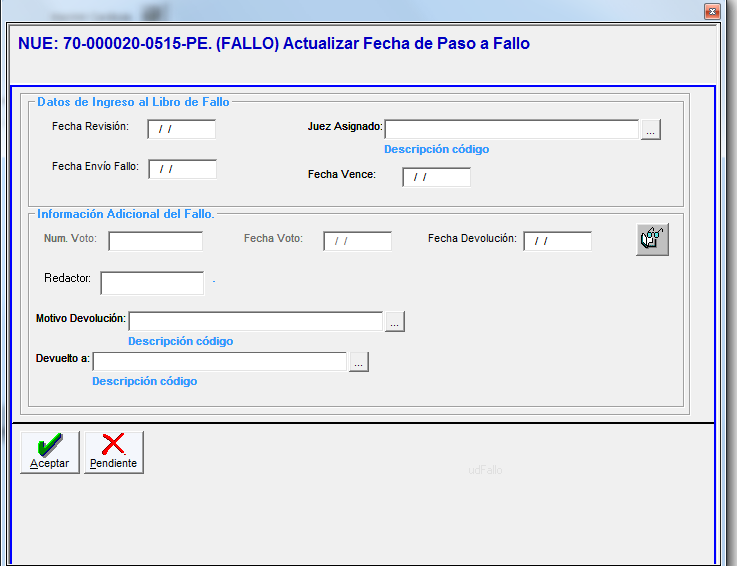 NUE: 70-000020-0515-PE. (FALLO) Actualizar Fecha de Paso a Fallo
Datos de Ingreso al Libro de Fallo
Fecha Revisión: / /
Juez Asignado: ...
Descripción código
Fecha Envío Fallo: / /
Fecha Vence: / /
Información Adicional del Fallo.
Num. Voto:
Fecha Voto: / /
Fecha Devolución: / /
Redactor: .
Motivo Devolución: ...
Descripción código
Devuelto a: ...
Descripción código
Aceptar
Pendiente
udFallo